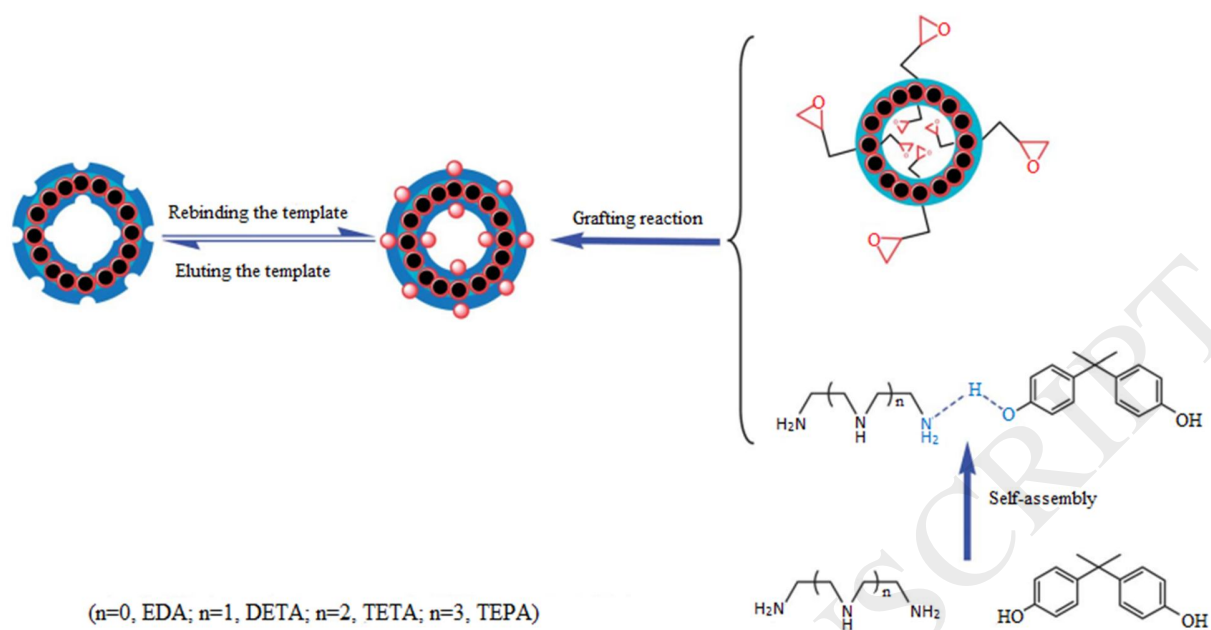 O
O
O
O
Rebinding the template
Eluting the template
Grafting reaction
H₂N
N
H
n
N
H₂
H
O
OH
Self-assembly
H₂N
N
H
n
NH₂
HO
OH
(n=0, EDA; n=1, DETA; n=2, TETA; n=3, TEPA)
SCRIPT